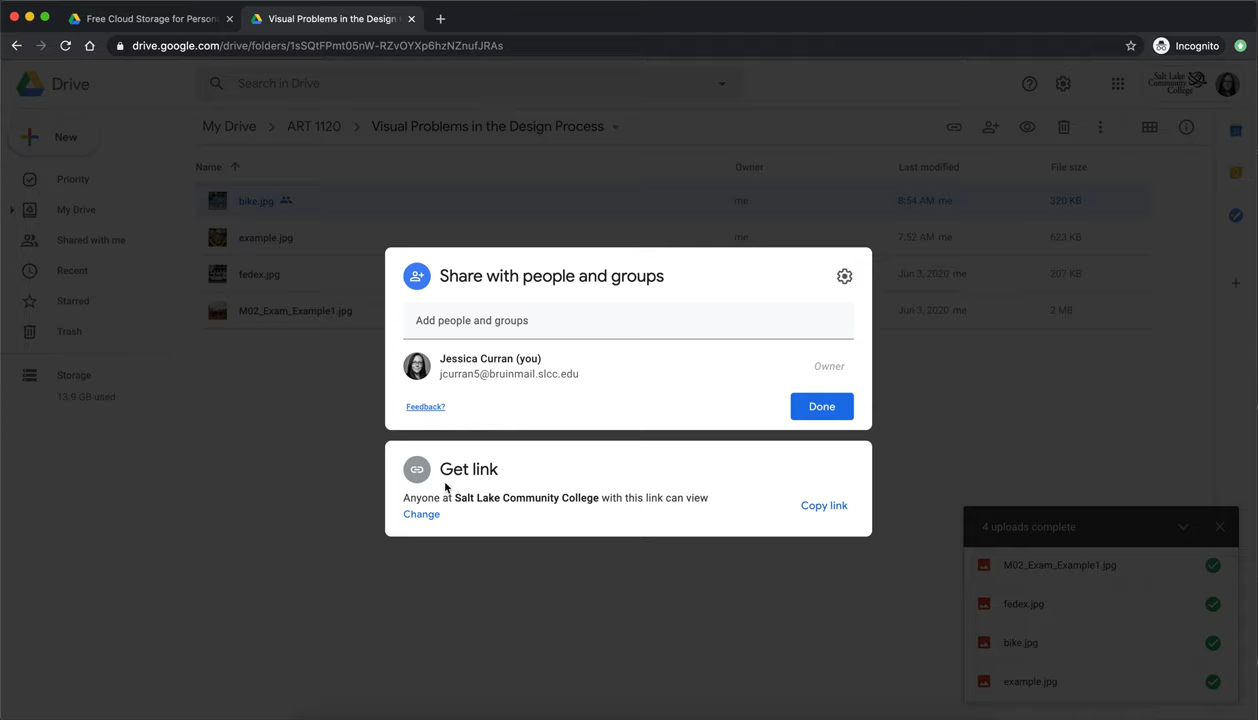 Free Cloud Storage for Person
Visual Problems in the Design
drive.google.com/drive/folders/1sSQtFPmt05nW-RZvOYXp6hzNZnufJRAs
Incognito
Drive
Search in Drive
Salt Lake
Community
College
New
My Drive > ART 1120 > Visual Problems in the Design Process
Name
Owner
Last modified
File size
Priority
My Drive
Shared with me
Recent
Starred
Trash
Storage
13.9 GB used
bike.jpg
me
8:54 AM me
320 KB
example.jpg
me
7:52 AM me
623 KB
fedex.jpg
Jun 3, 2020 me
207 KB
M02_Exam_Example1.jpg
Jun 3, 2020 me
2 MB
Share with people and groups
Add people and groups
Jessica Curran (you)
jcurran5@bruinmail.slcc.edu
Owner
Feedback?
Done
Get link
Anyone at Salt Lake Community College with this link can view
Change
Copy link
4 uploads complete
M02_Exam_Example1.jpg
fedex.jpg
bike.jpg
example.jpg